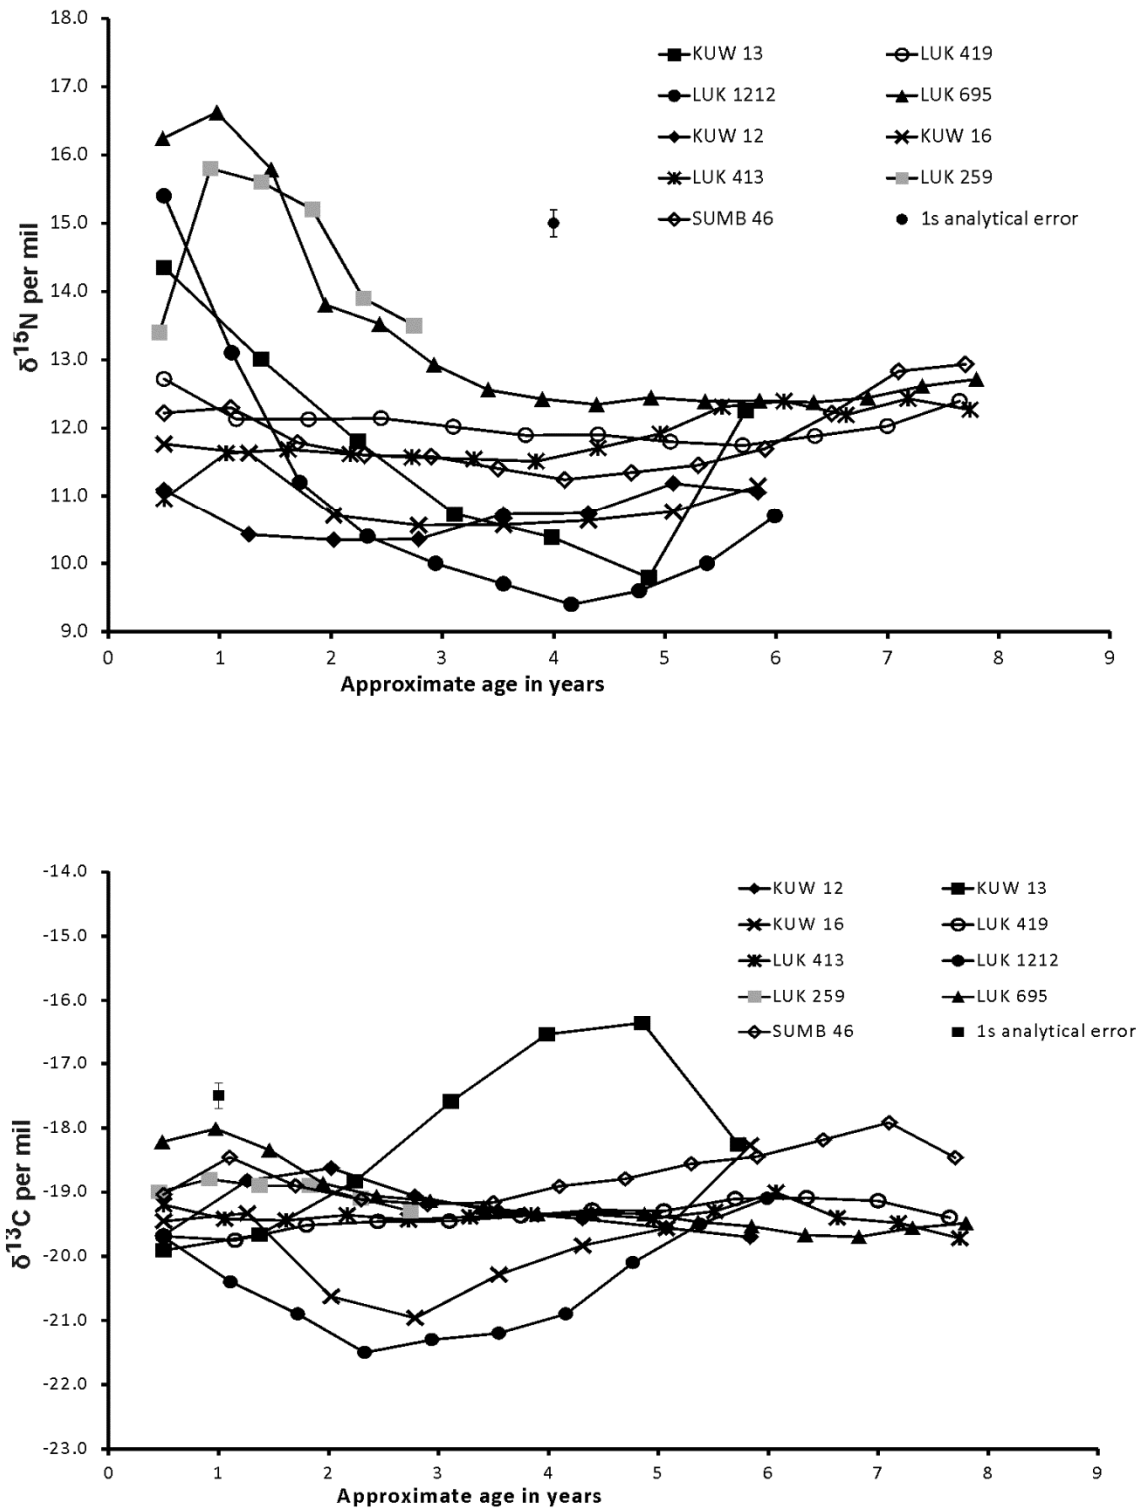 18.0
17.0
16.0
15.0
14.0
13.0
12.0
11.0
10.0
9.0
δ15N per mil
KUW 13
LUK 419
LUK 1212
LUK 695
KUW 12
KUW 16
LUK 413
LUK 259
SUMB 46
1s analytical error
0 1 2 3 4 5 6 7 8 9
Approximate age in years
-14.0
-15.0
-16.0
-17.0
-18.0
-19.0
-20.0
-21.0
-22.0
-23.0
δ13C per mil
KUW 12
KUW 13
KUW 16
LUK 419
LUK 413
LUK 1212
LUK 259
LUK 695
SUMB 46
1s analytical error
0 1 2 3 4 5 6 7 8 9
Approximate age in years